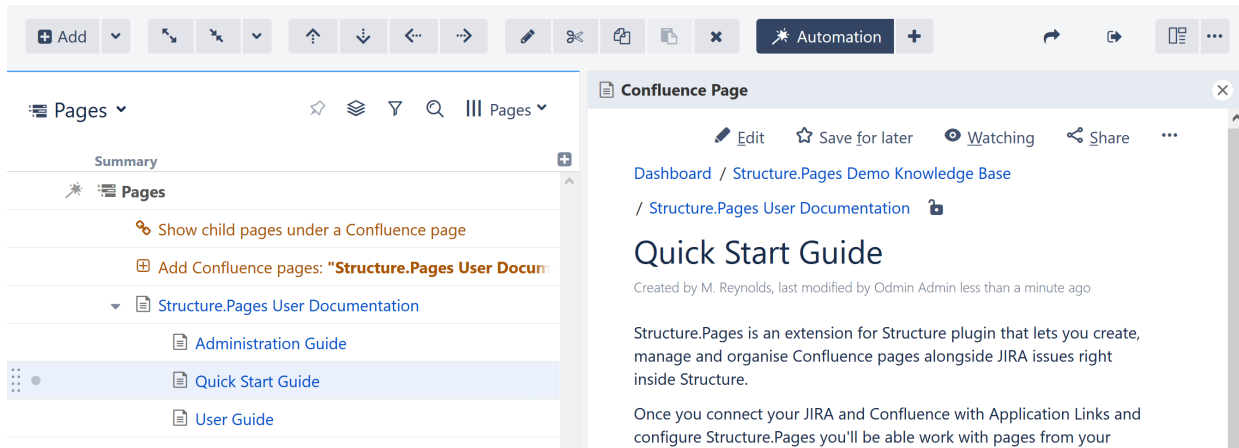 Add
Automation
Pages
Pages
Summary
Pages
Show child pages under a Confluence page
Add Confluence pages: "Structure.Pages User Docum
Structure.Pages User Documentation
Administration Guide
Quick Start Guide
User Guide
Confluence Page
Edit Save for later Watching Share
Dashboard / Structure.Pages Demo Knowledge Base
/ Structure.Pages User Documentation
Quick Start Guide
Created by M. Reynolds, last modified by Odmin Admin less than a minute ago
Structure.Pages is an extension for Structure plugin that lets you create,
manage and organise Confluence pages alongside JIRA issues right
inside Structure.
Once you connect your JIRA and Confluence with Application Links and
configure Structure.Pages you'll be able work with pages from your